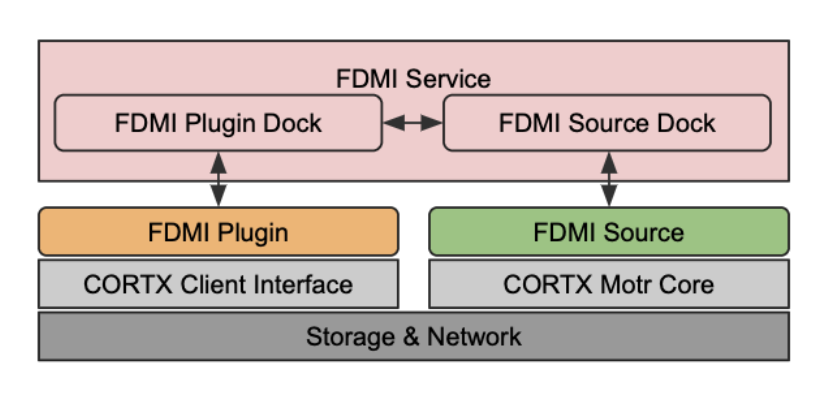 FDMI Service
FDMI Plugin Dock
FDMI Source Dock
FDMI Plugin
FDMI Source
CORTX Client Interface
CORTX Motr Core
Storage & Network